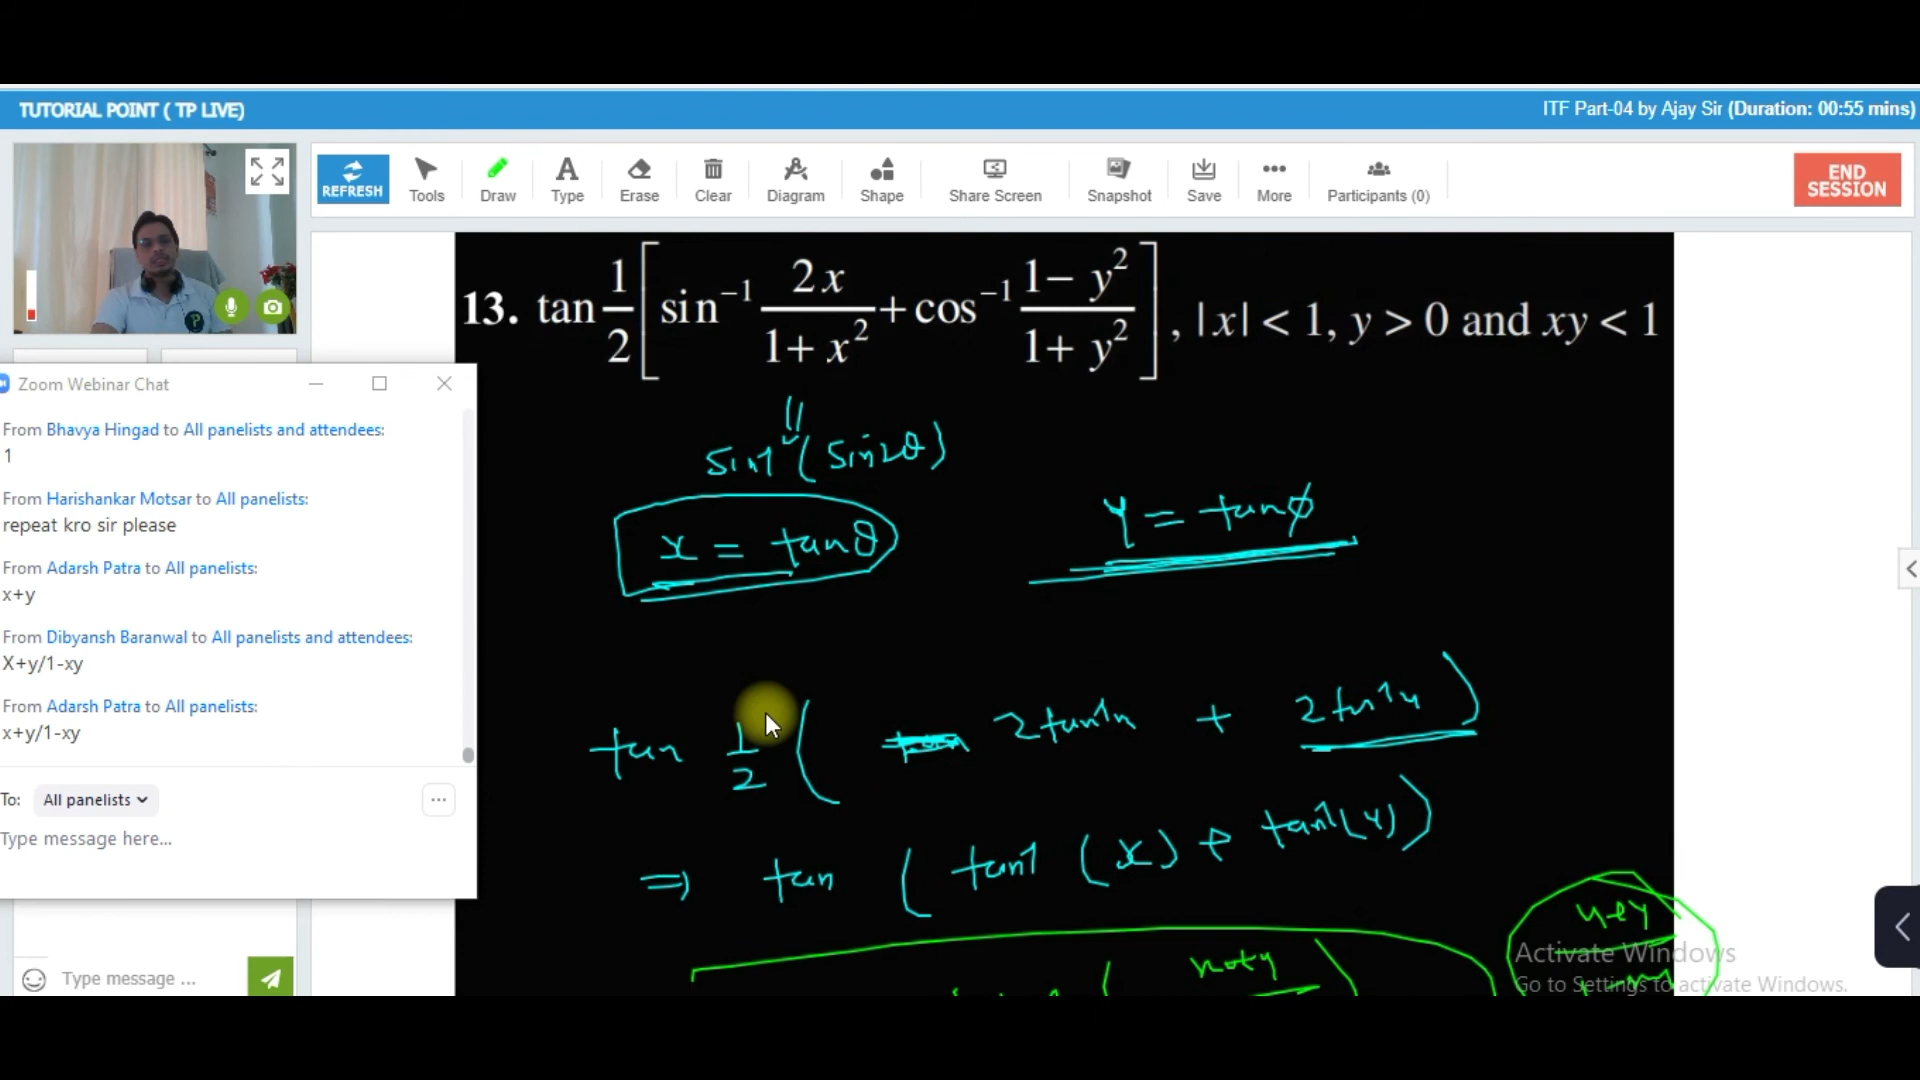 TUTORIAL POINT ( TP LIVE)
ITF Part-04 by Ajay Sir (Duration: 00:55 mins)
REFRESH
Tools
Draw
Type
Erase
Clear
Diagram
Shape
Share Screen
Snapshot
Save
More
Participants (0)
END SESSION
13. tan 1/2 [ sin⁻¹ 2x/(1+x²) + cos⁻¹ (1−y²)/(1+y²) ], |x| < 1, y > 0 and xy < 1
sin⁻¹ (sin2θ)
x = tanθ
y = tanϕ
tan 1/2 ( 2tan⁻¹x + 2tan⁻¹y )
⇒ tan ( tan⁻¹ (x) + tan⁻¹(y) )
x+y
x+y
Zoom Webinar Chat
From Bhavya Hingad to All panelists and attendees:
1
From Harishankar Motsar to All panelists:
repeat kro sir please
From Adarsh Patra to All panelists:
x+y
From Dibyansh Baranwal to All panelists and attendees:
X+y/1-xy
From Adarsh Patra to All panelists:
x+y/1-xy
To: All panelists
Type message here...
Type message ...
Activate Windows
Go to Settings to activate Windows.